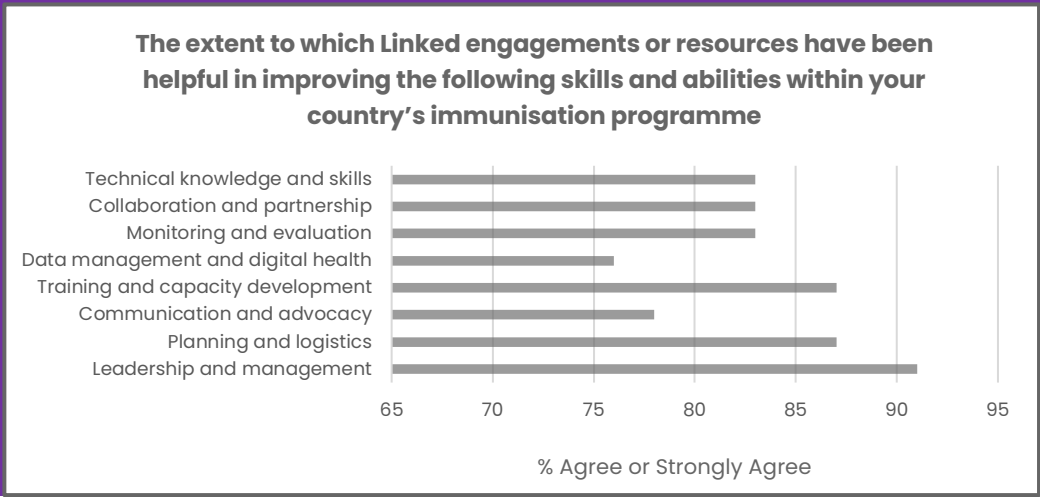 The extent to which Linked engagements or resources have been
helpful in improving the following skills and abilities within your
country’s immunisation programme
Technical knowledge and skills
Collaboration and partnership
Monitoring and evaluation
Data management and digital health
Training and capacity development
Communication and advocacy
Planning and logistics
Leadership and management
65 70 75 80 85 90 95
% Agree or Strongly Agree